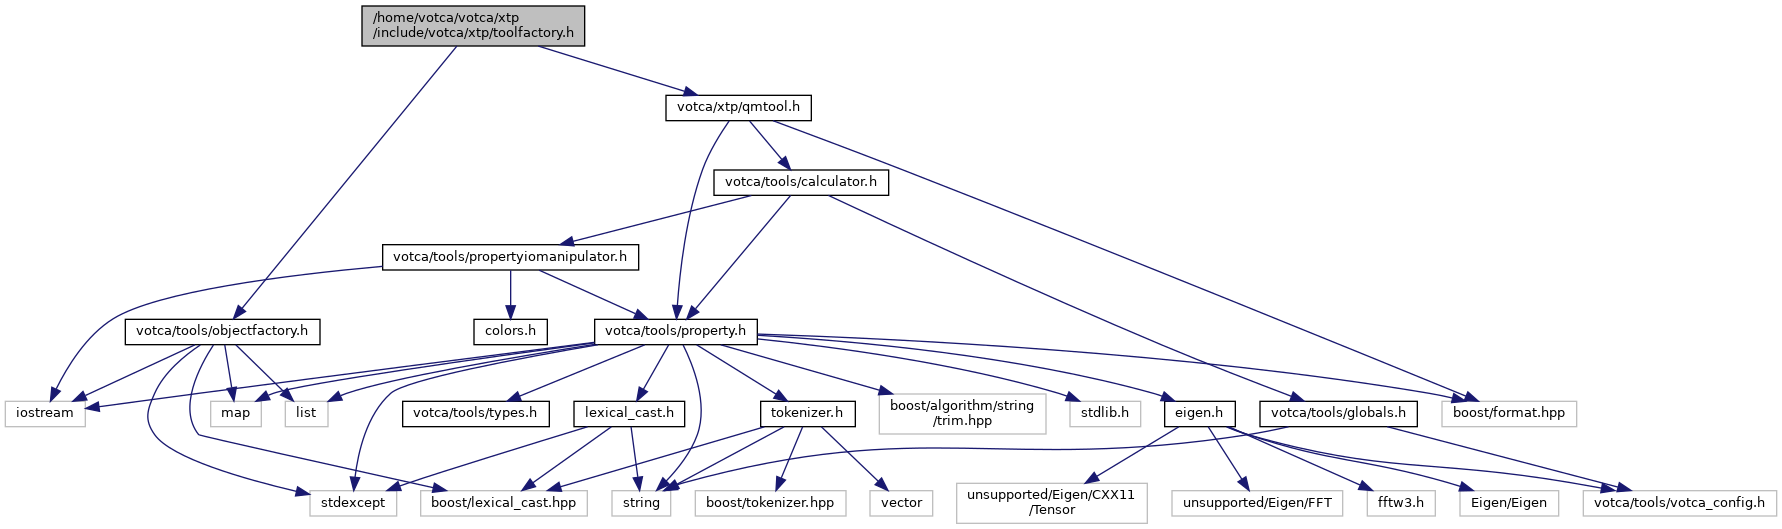 /home/votca/votca/xtp
/include/votca/xtp/toolfactory.h
votca/xtp/qmtool.h
votca/tools/calculator.h
votca/tools/propertyiomanipulator.h
votca/tools/objectfactory.h
colors.h
votca/tools/property.h
iostream
map
list
votca/tools/types.h
lexical_cast.h
tokenizer.h
boost/algorithm/string
/trim.hpp
stdlib.h
eigen.h
votca/tools/globals.h
boost/format.hpp
stdexcept
boost/lexical_cast.hpp
string
boost/tokenizer.hpp
vector
unsupported/Eigen/CXX11
/Tensor
unsupported/Eigen/FFT
fftw3.h
Eigen/Eigen
votca/tools/votca_config.h